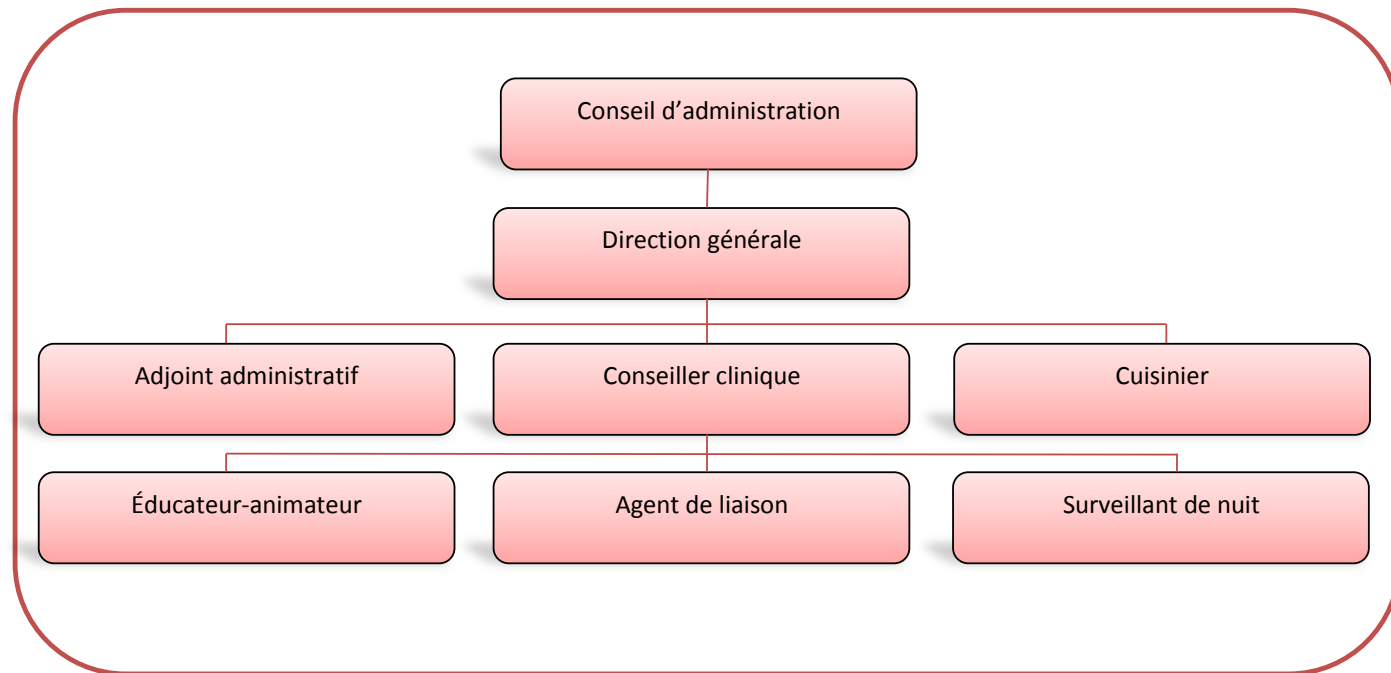 Conseil d’administration
Direction générale
Adjoint administratif
Conseiller clinique
Cuisinier
Éducateur-animateur
Agent de liaison
Surveillant de nuit